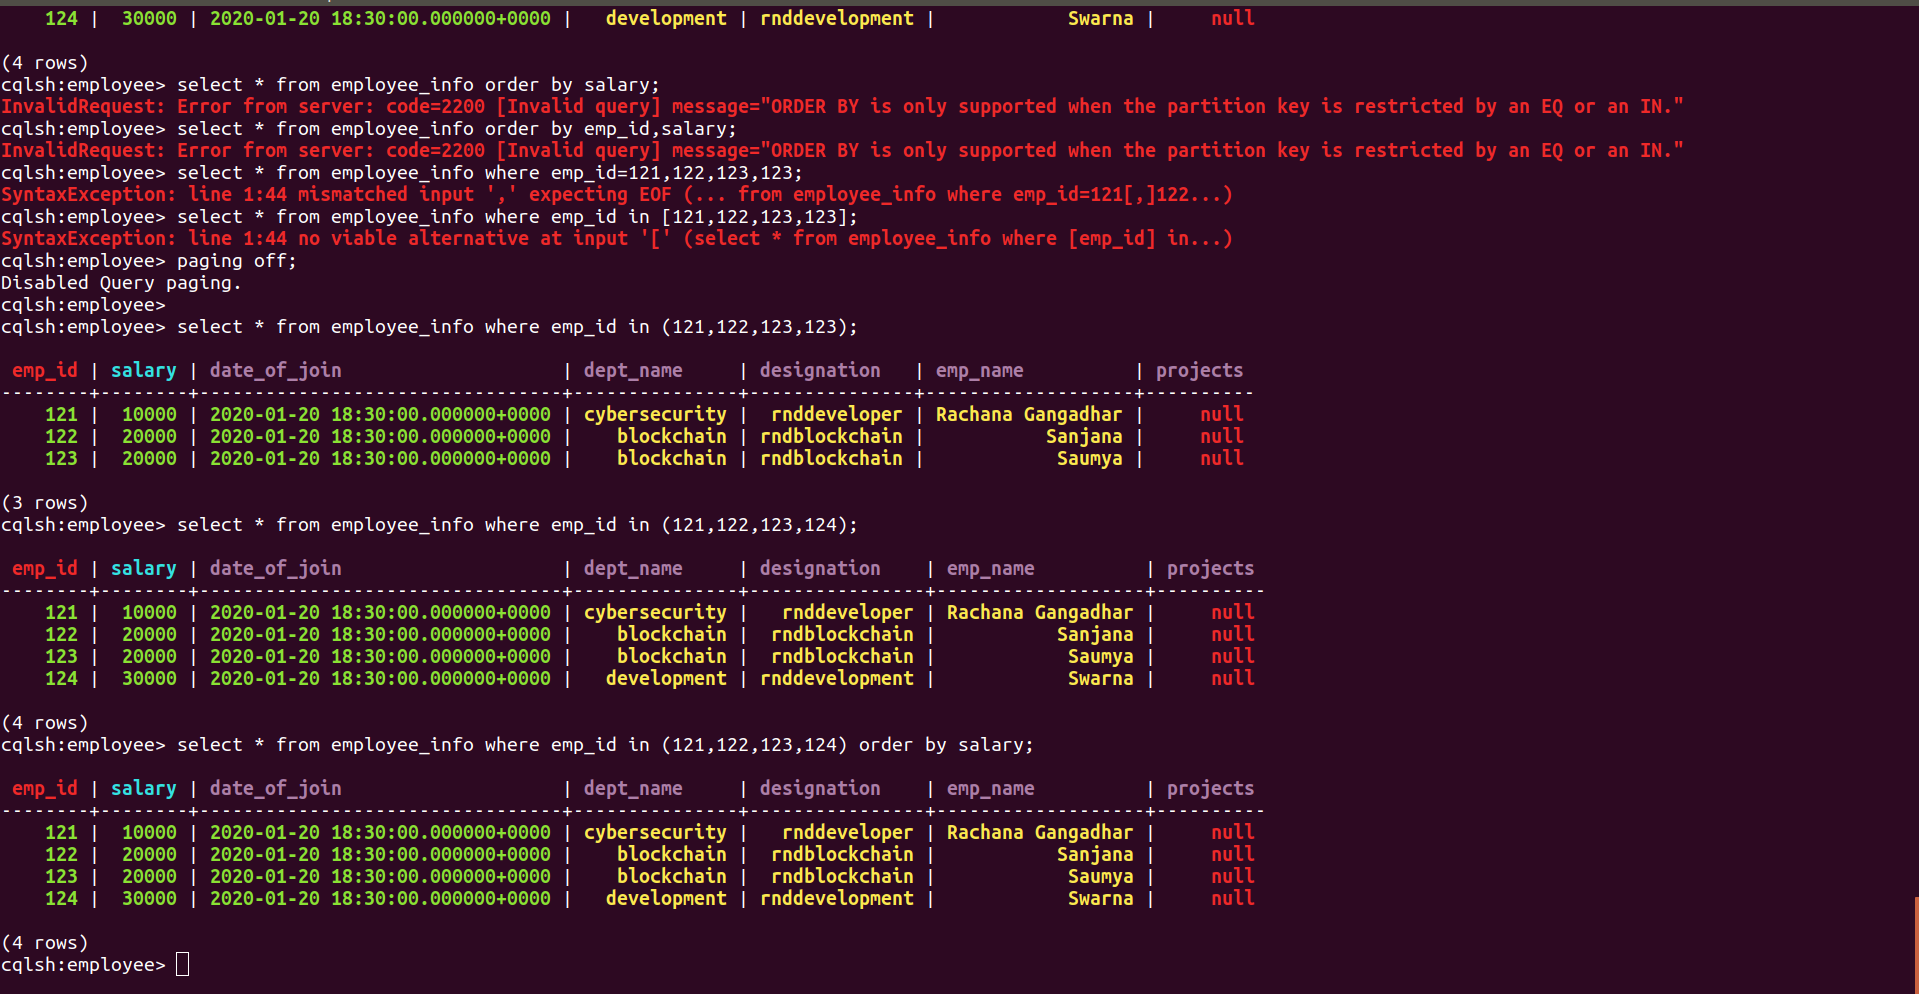 124 | 30000 | 2020-01-20 18:30:00.000000+0000 | development | rnddevelopment | Swarna | null
(4 rows)
cqlsh:employee> select * from employee_info order by salary;
InvalidRequest: Error from server: code=2200 [Invalid query] message="ORDER BY is only supported when the partition key is restricted by an EQ or an IN."
cqlsh:employee> select * from employee_info order by emp_id,salary;
InvalidRequest: Error from server: code=2200 [Invalid query] message="ORDER BY is only supported when the partition key is restricted by an EQ or an IN."
cqlsh:employee> select * from employee_info where emp_id=121,122,123,123;
SyntaxException: line 1:44 mismatched input ',' expecting EOF (... from employee_info where emp_id=121[,]122...)
cqlsh:employee> select * from employee_info where emp_id in [121,122,123,123];
SyntaxException: line 1:44 no viable alternative at input '[' (select * from employee_info where [emp_id] in...)
cqlsh:employee> paging off;
Disabled Query paging.
cqlsh:employee>
cqlsh:employee> select * from employee_info where emp_id in (121,122,123,123);
emp_id | salary | date_of_join | dept_name | designation | emp_name | projects
--------+--------+---------------------------------+---------------+---------------+-------------------+----------
121 | 10000 | 2020-01-20 18:30:00.000000+0000 | cybersecurity | rnddeveloper | Rachana Gangadhar | null
122 | 20000 | 2020-01-20 18:30:00.000000+0000 | blockchain | rndblockchain | Sanjana | null
123 | 20000 | 2020-01-20 18:30:00.000000+0000 | blockchain | rndblockchain | Saumya | null
(3 rows)
cqlsh:employee> select * from employee_info where emp_id in (121,122,123,124);
emp_id | salary | date_of_join | dept_name | designation | emp_name | projects
--------+--------+---------------------------------+---------------+----------------+-------------------+----------
121 | 10000 | 2020-01-20 18:30:00.000000+0000 | cybersecurity | rnddeveloper | Rachana Gangadhar | null
122 | 20000 | 2020-01-20 18:30:00.000000+0000 | blockchain | rndblockchain | Sanjana | null
123 | 20000 | 2020-01-20 18:30:00.000000+0000 | blockchain | rndblockchain | Saumya | null
124 | 30000 | 2020-01-20 18:30:00.000000+0000 | development | rnddevelopment | Swarna | null
(4 rows)
cqlsh:employee> select * from employee_info where emp_id in (121,122,123,124) order by salary;
emp_id | salary | date_of_join | dept_name | designation | emp_name | projects
--------+--------+---------------------------------+---------------+----------------+-------------------+----------
121 | 10000 | 2020-01-20 18:30:00.000000+0000 | cybersecurity | rnddeveloper | Rachana Gangadhar | null
122 | 20000 | 2020-01-20 18:30:00.000000+0000 | blockchain | rndblockchain | Sanjana | null
123 | 20000 | 2020-01-20 18:30:00.000000+0000 | blockchain | rndblockchain | Saumya | null
124 | 30000 | 2020-01-20 18:30:00.000000+0000 | development | rnddevelopment | Swarna | null
(4 rows)
cqlsh:employee>